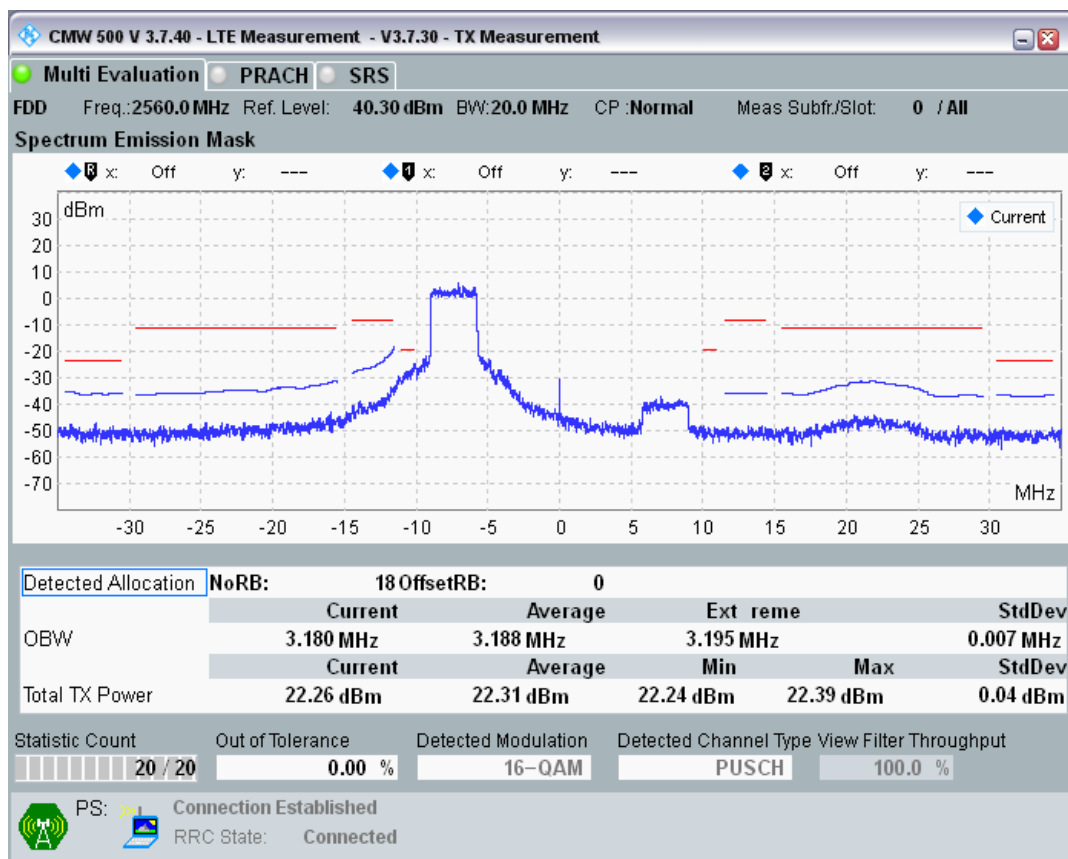 CMW 500 V 3.7.40 - LTE Measurement - V3.7.30 - TX Measurement
Multi Evaluation PRACH SRS
FDD Freq.:2560.0 MHz Ref. Level: 40.30 dBm BW:20.0 MHz CP :Normal Meas Subfr./Slot: 0 / All
Spectrum Emission Mask
R x: Off y: --- 1 x: Off y: --- 2 x: Off y: ---
dBm
Current
30
20
10
0
-10
-20
-30
-40
-50
-60
-70
MHz
-30 -25 -20 -15 -10 -5 0 5 10 15 20 25 30
Detected Allocation NoRB: 18 OffsetRB: 0
Current Average Ext reme StdDev
OBW 3.180 MHz 3.188 MHz 3.195 MHz 0.007 MHz
Current Average Min Max StdDev
Total TX Power 22.26 dBm 22.31 dBm 22.24 dBm 22.39 dBm 0.04 dBm
Statistic Count Out of Tolerance Detected Modulation Detected Channel Type View Filter Throughput
20 / 20 0.00 % 16-QAM PUSCH 100.0 %
PS: Connection Established
RRC State: Connected